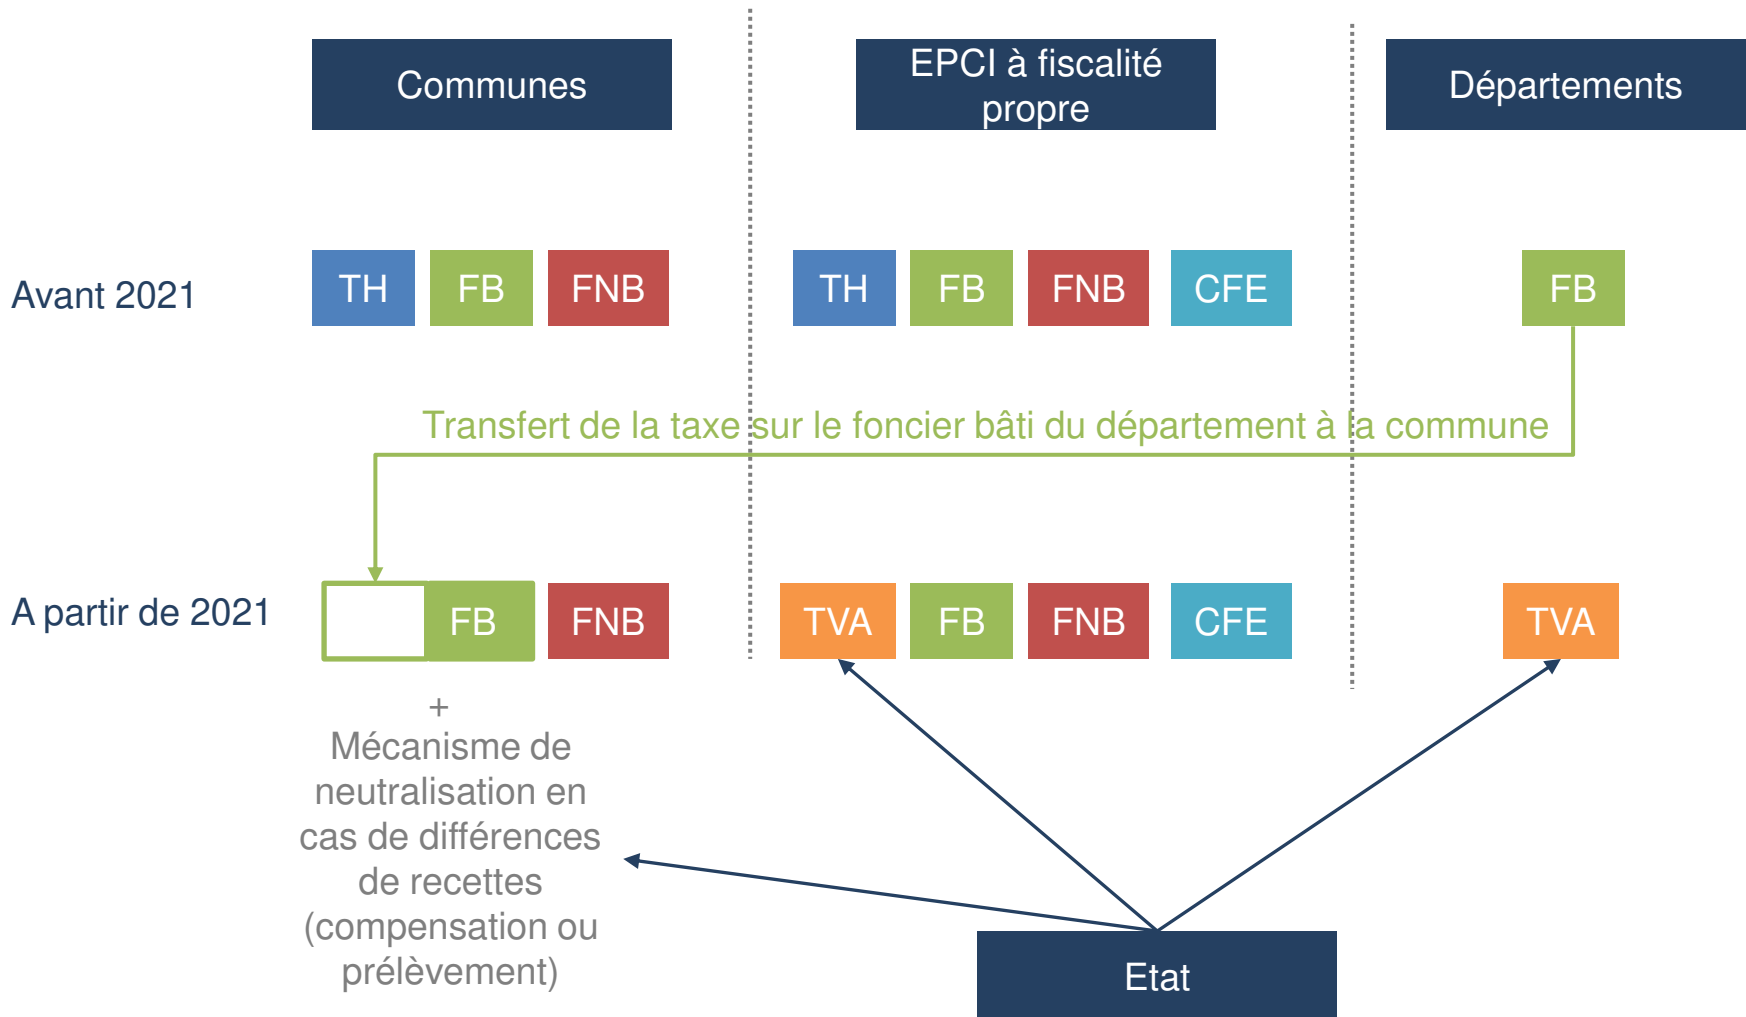 Communes
EPCI à fiscalité
propre
Départements
Avant 2021
TH FB FNB
TH FB FNB CFE
FB
Transfert de la taxe sur le foncier bâti du département à la commune
A partir de 2021
FB FNB
TVA FB FNB CFE
TVA
+
Mécanisme de
neutralisation en
cas de différences
de recettes
(compensation ou
prélèvement)
Etat